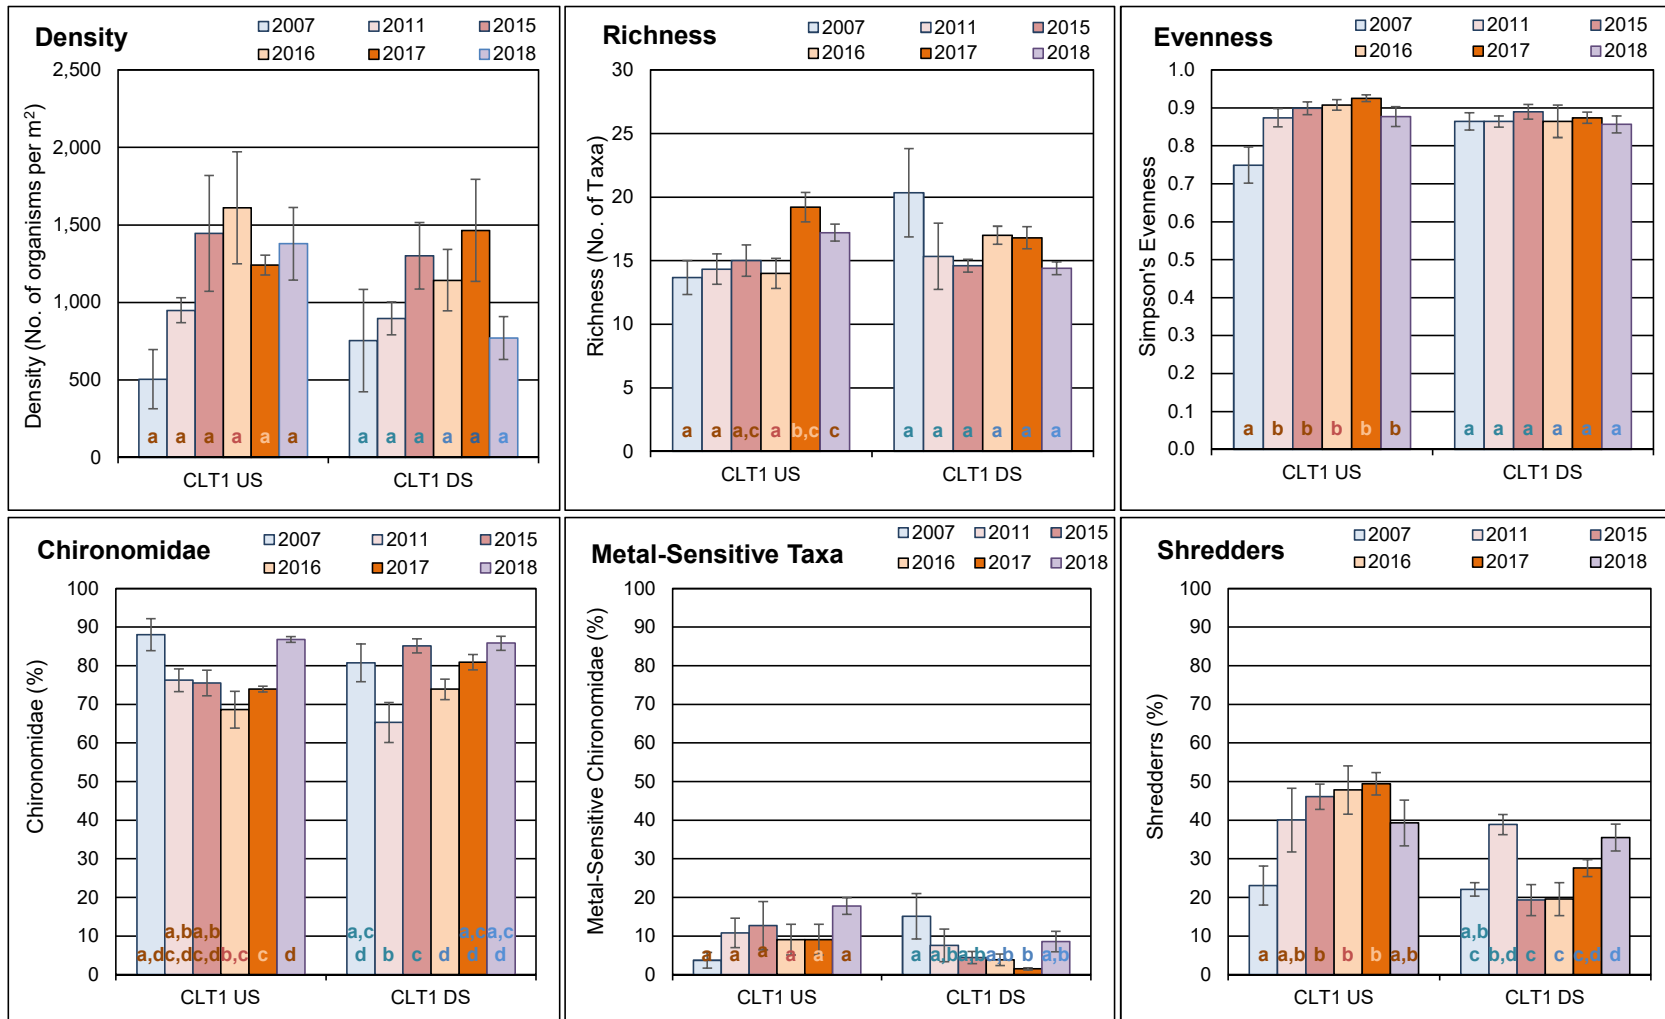 Density
2007 2011 2015
2016 2017 2018
Density (No. of organisms per m²)
2,500
2,000
1,500
1,000
500
0
a a a a a a a a a a a a
CLT1 US CLT1 DS
Richness
2007 2011 2015
2016 2017 2018
Richness (No. of Taxa)
30
25
20
15
10
5
0
a a a,c a b,c c a a a a a a
CLT1 US CLT1 DS
Evenness
2007 2011 2015
2016 2017 2018
Simpson's Evenness
1.0
0.9
0.8
0.7
0.6
0.5
0.4
0.3
0.2
0.1
0.0
a b b b b b a a a a a a
CLT1 US CLT1 DS
Chironomidae
2007 2011 2015
2016 2017 2018
Chironomidae (%)
100
90
80
70
60
50
40
30
20
10
0
a,b a,b a,c a,c a,c
a,d c,d c,d b,c c d d b c d d d
CLT1 US CLT1 DS
Metal-Sensitive Taxa
2007 2011 2015
2016 2017 2018
Metal-Sensitive Chironomidae (%)
100
90
80
70
60
50
40
30
20
10
0
a a a a a a a a,b a,b a,b b a,b
CLT1 US CLT1 DS
Shredders
2007 2011 2015
2016 2017 2018
Shredderrs (%)
100
90
80
70
60
50
40
30
20
10
0
a,b
a a,b b b b a,b c b,d c c c,d d
CLT1 US CLT1 DS